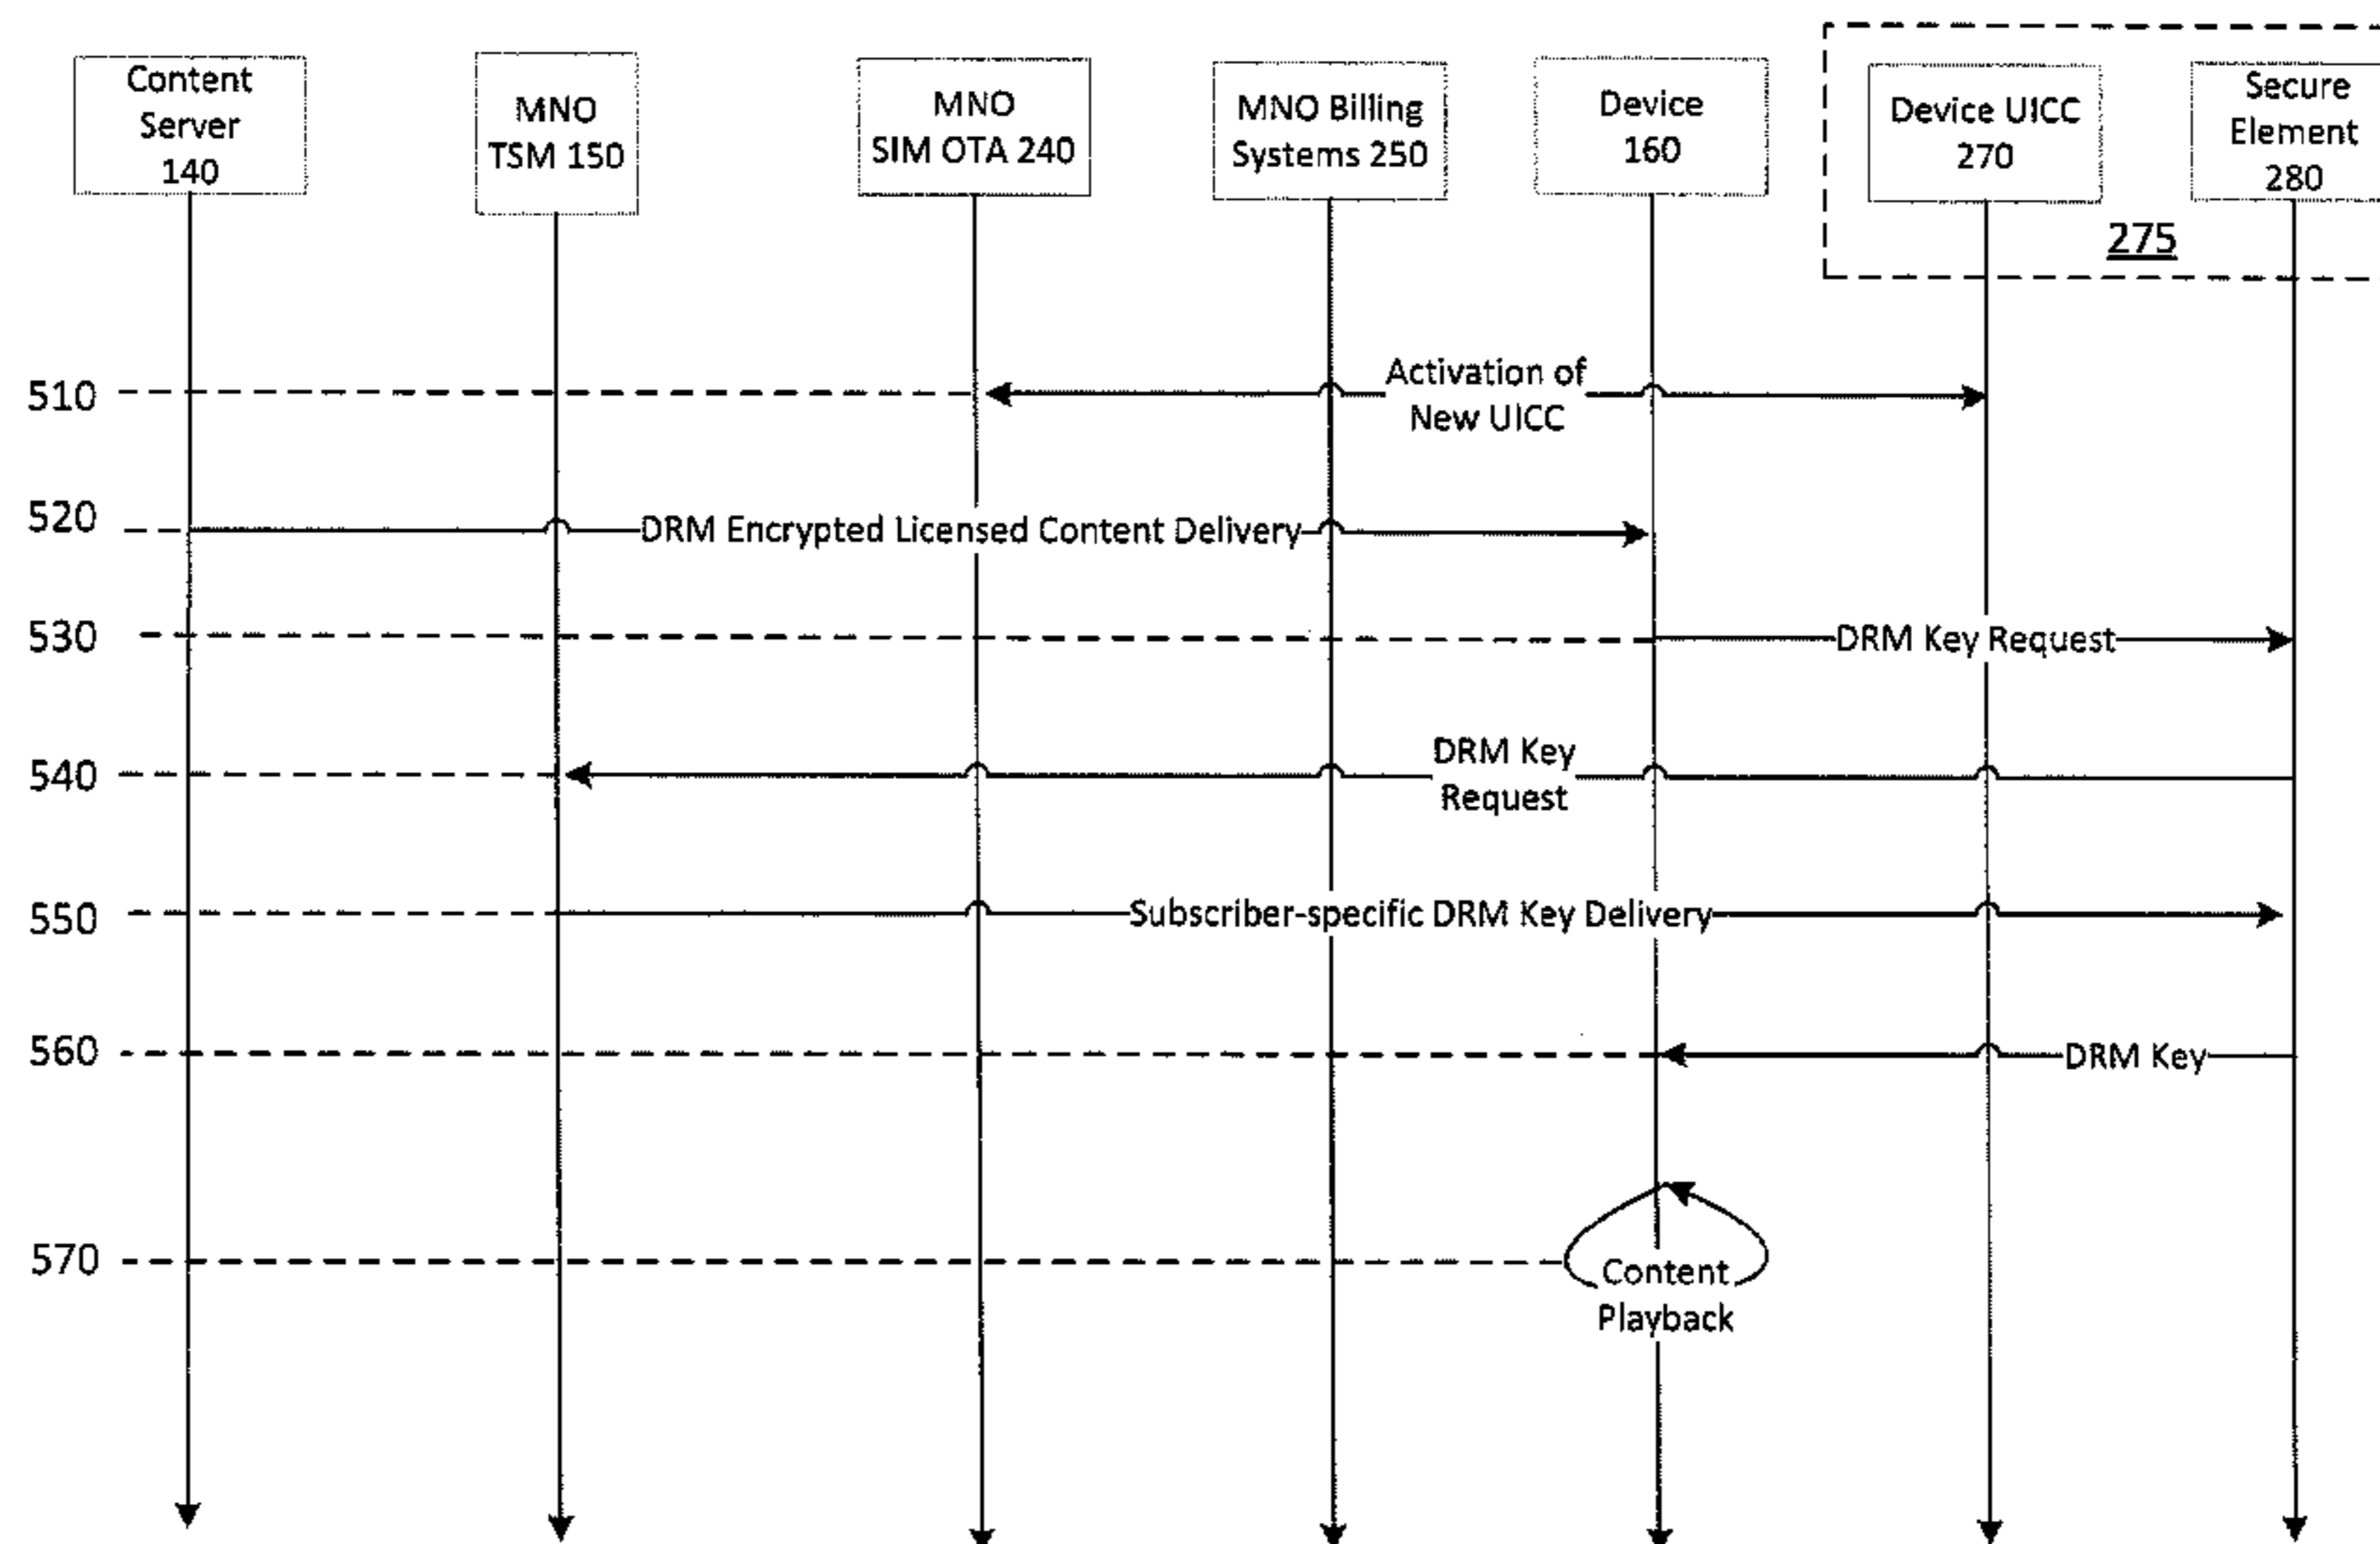 Content
Server
140
MNO
TSM 150
MNO
SIM OTA 240
MNO Billing
Systems 250
Device
160
Device UICC
270
Secure
Element
280
275
510
Activation of
New UICC
520
DRM Encrypted Licensed Content Delivery
530
DRM Key Request
540
DRM Key
Request
550
Subscriber-specific DRM Key Delivery
560
DRM Key
570
Content
Playback